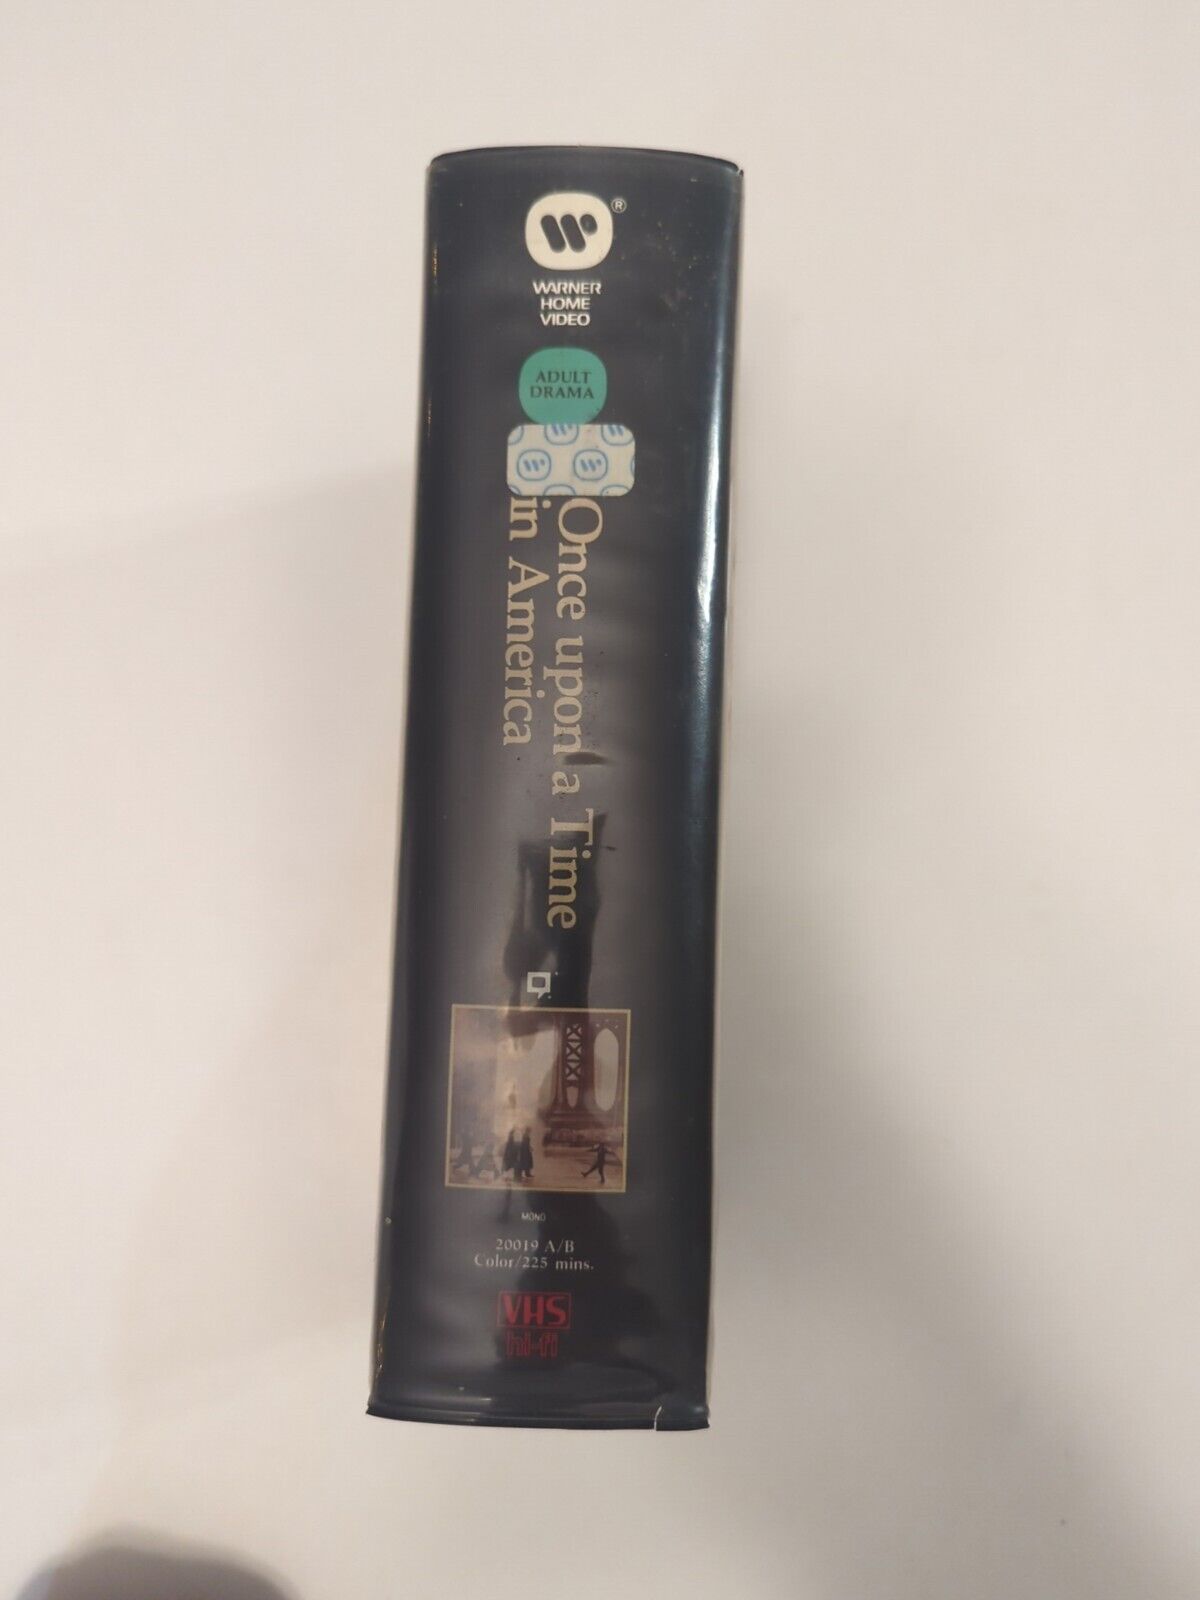 ®
WARNER
HOME
VIDEO
ADULT
DRAMA
Once upon a Time
in America
MONO
20019 A/B
Color/225 mins.
VHS
hi-fi